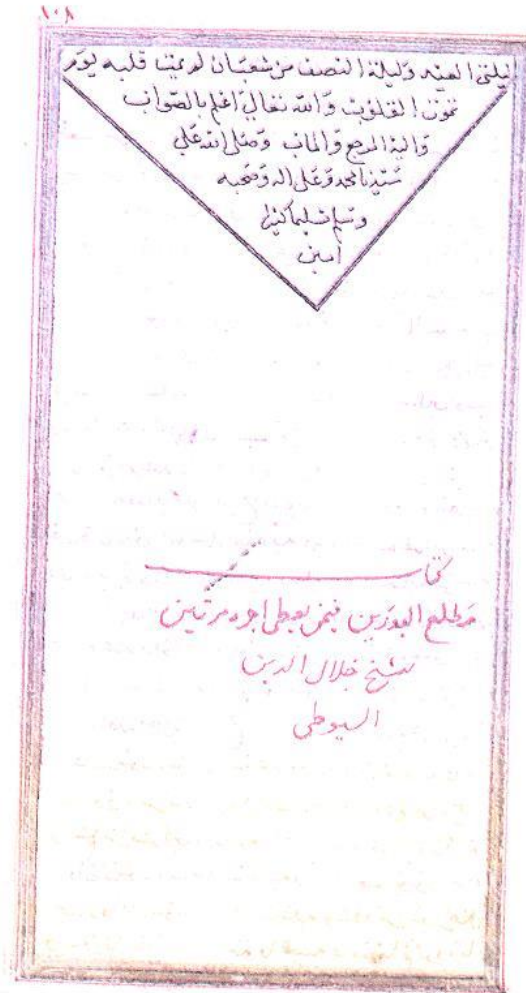 ١٠٨
ليلتى العيد وليلة النصف من شعبان لم يمت قلبه يوم
تموت القلوب والله تعالى اعلم بالصواب
واليه المرجع والماب وصلى الله على
سيدنا محمد وعلى اله وصحبه
وسلم تسليما كثيرا
امين
كتاب
مطلع البدرين فيمن يعطى اجره مرتين
للشيخ جلال الدين
السيوطى